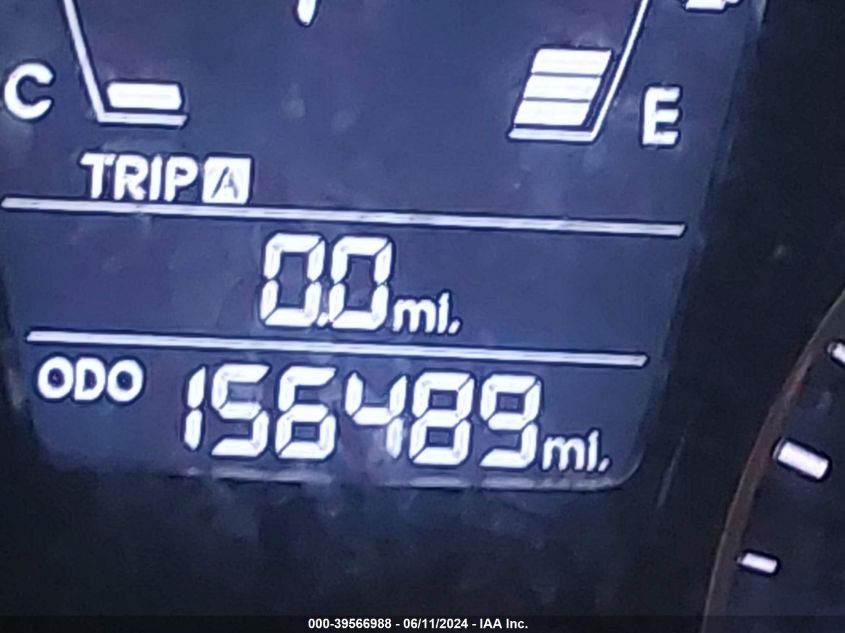 C
E
TRIP A
0.0 mi.
ODO 156489 mi.
000-39566988 - 06/11/2024 - IAA Inc.